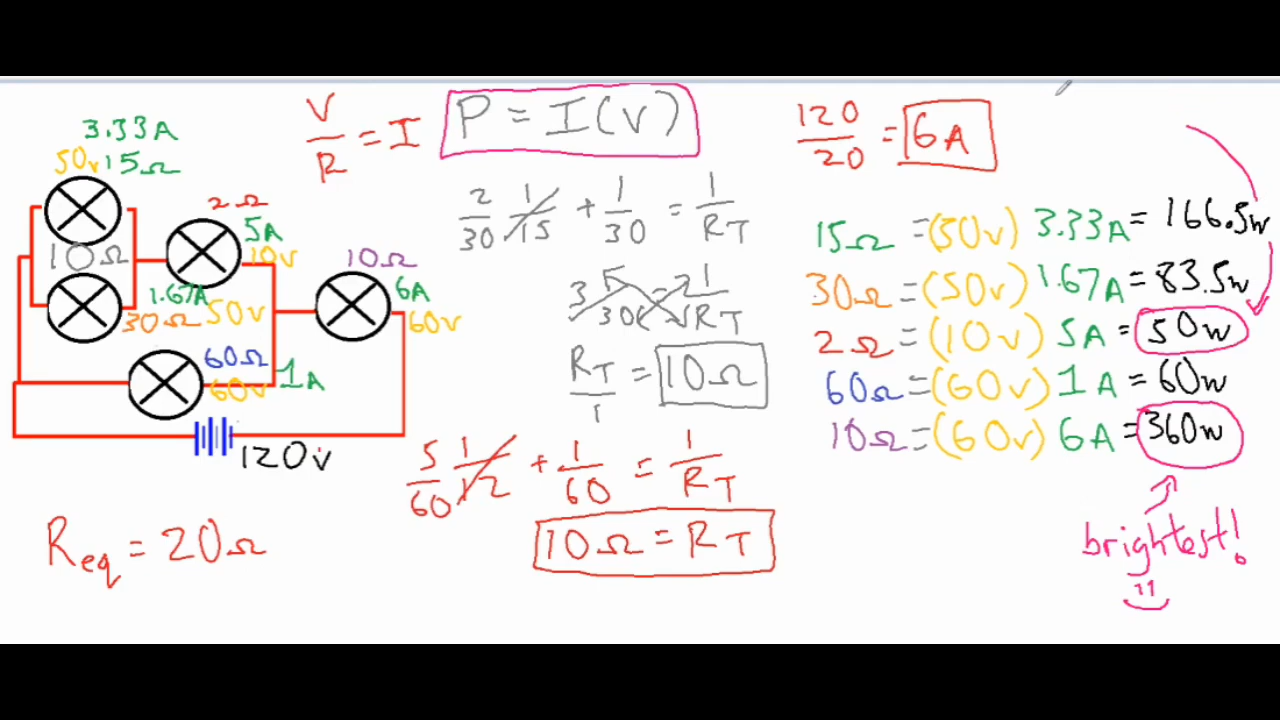 3.33A
50v 15Ω
10Ω
1.67A
30Ω 50v
2Ω
5A
10v
10Ω
6A
60v
60Ω
60v
1A
120v
Req = 20Ω
V/R = I
P = I(V)
2/30 1/15 + 1/30 = 1/RT
3 5/30 = 1/RT
RT/1 = 10Ω
5/60 1/12 + 1/60 = 1/RT
10Ω = RT
120/20 = 6A
15Ω = (50v) 3.33A = 166.5w
30Ω = (50v) 1.67A = 83.5w
2Ω = (10v) 5A = 50w
60Ω = (60v) 1A = 60w
10Ω = (60v) 6A = 360w
brightest!